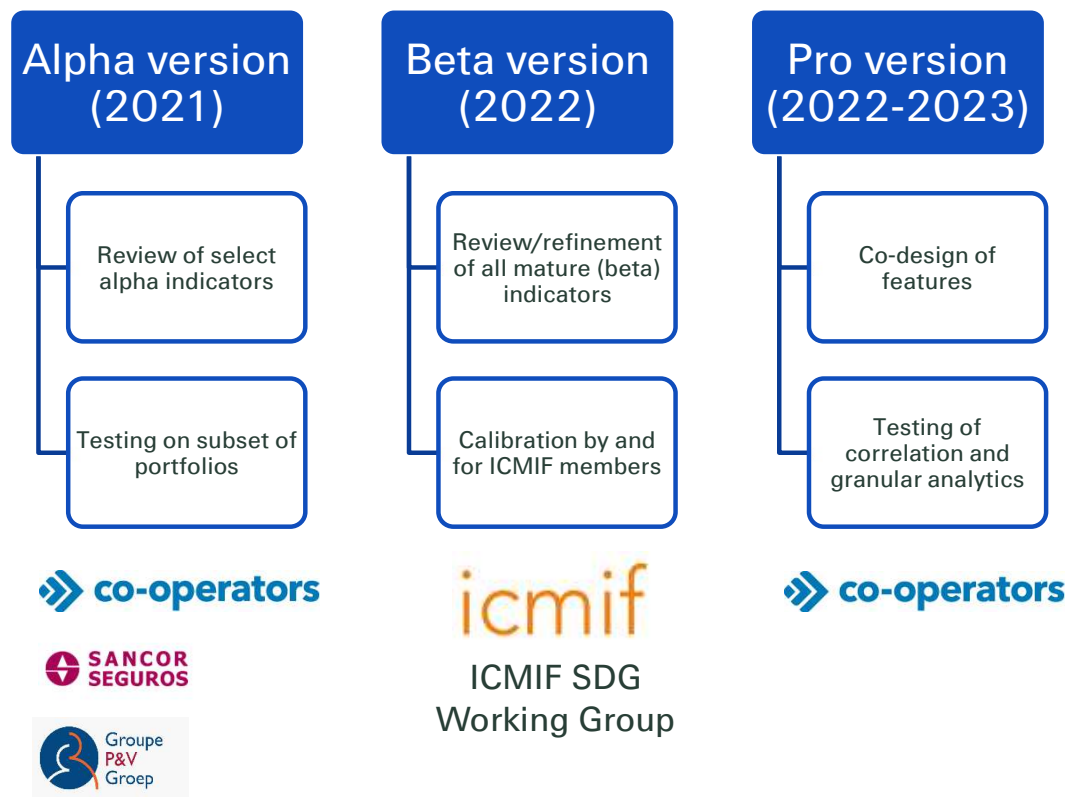 Alpha version
(2021)
Review of select
alpha indicators
Testing on subset of
portfolios
co-operators
SANCOR
SEGUROS
Groupe
P&V
Groep
Beta version
(2022)
Review/refinement
of all mature (beta)
indicators
Calibration by and
for ICMIF members
icmif
ICMIF SDG
Working Group
Pro version
(2022-2023)
Co-design of
features
Testing of
correlation and
granular analytics
co-operators